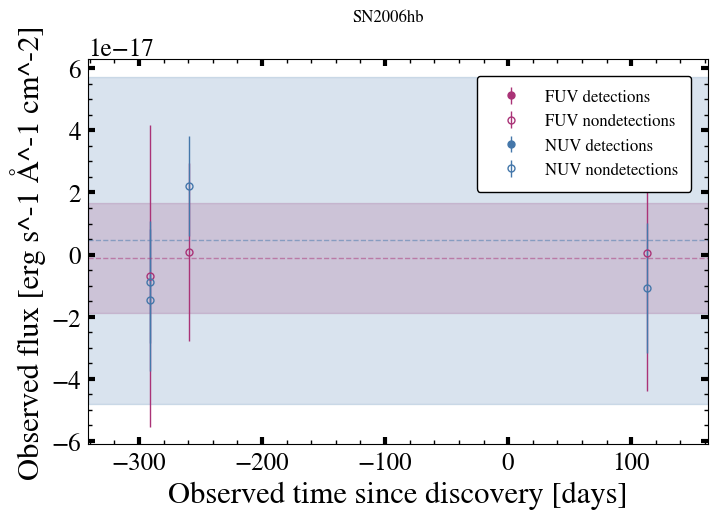 SN2006hb
1e−17
Observed flux [erg s^-1 Å^-1 cm^-2]
6
4
2
0
−2
−4
−6
FUV detections
FUV nondetections
NUV detections
NUV nondetections
−300 −200 −100 0 100
Observed time since discovery [days]